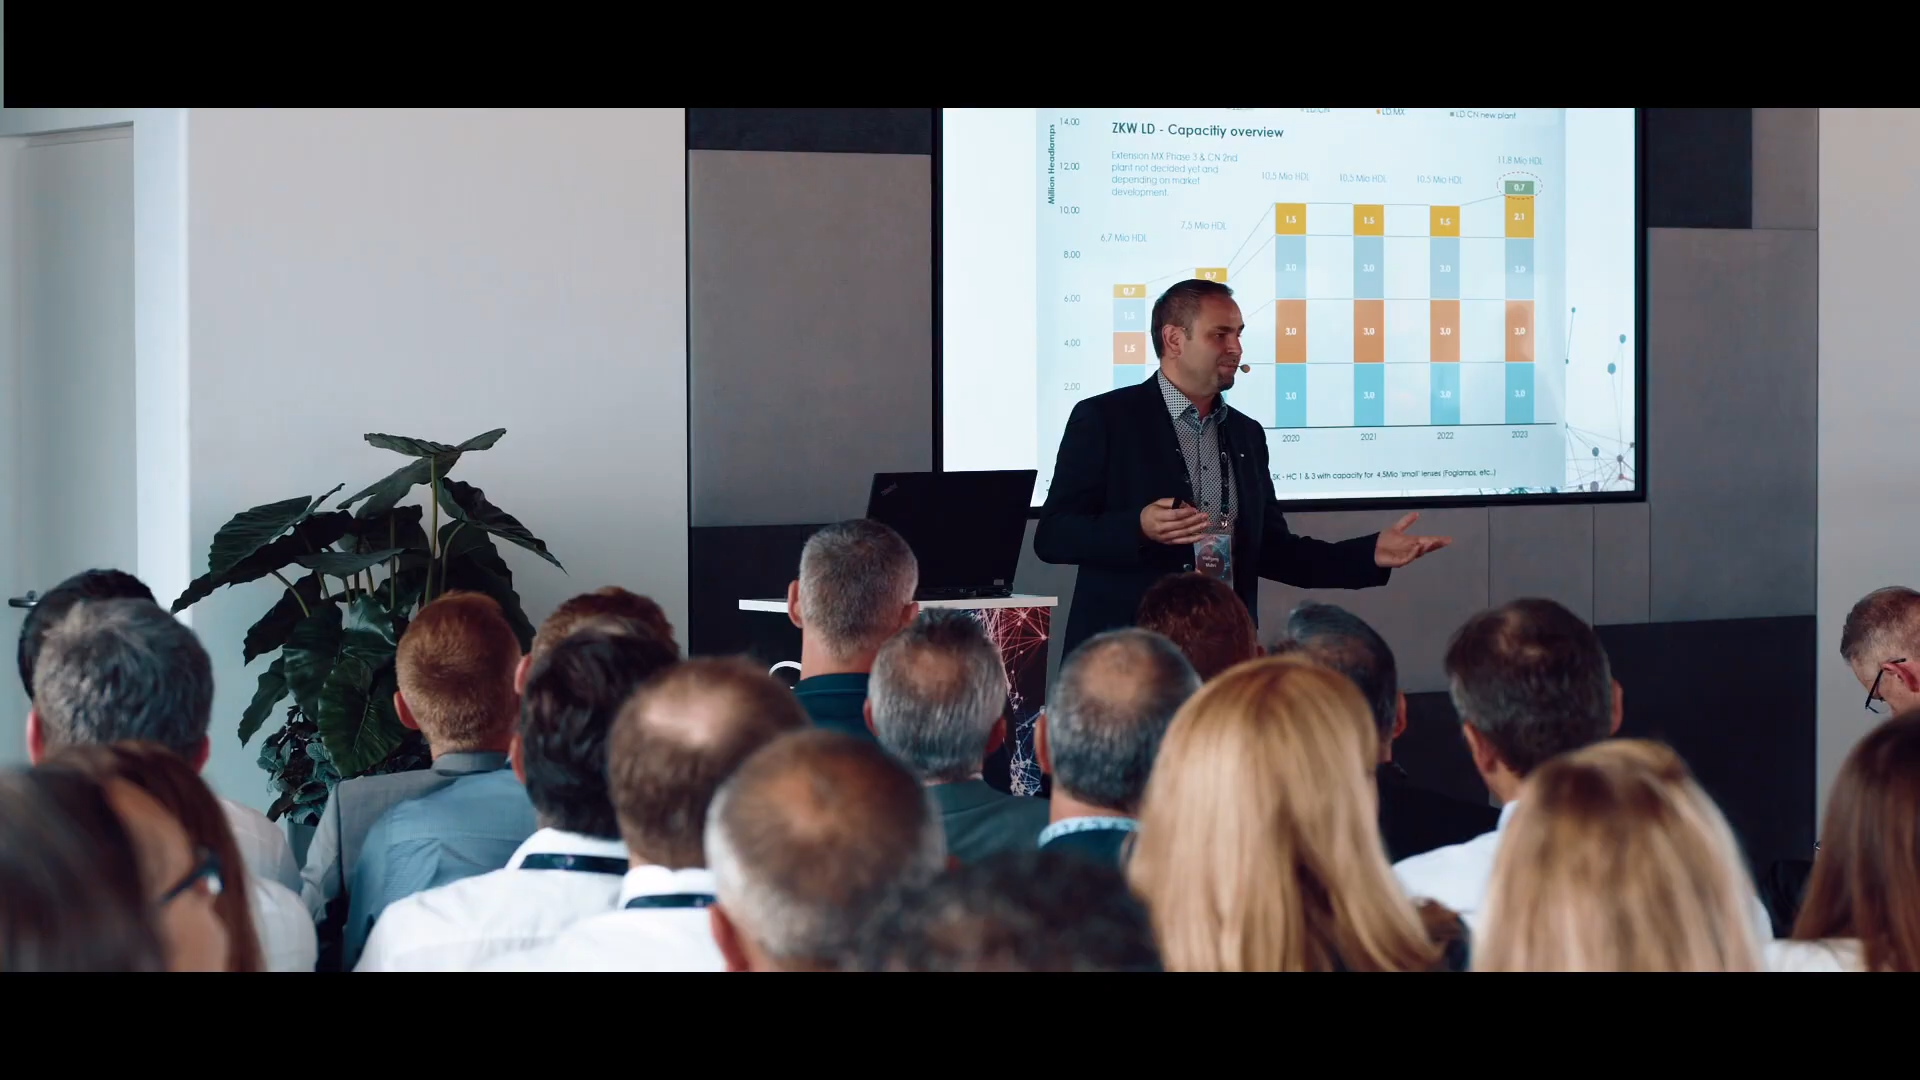 LD MX
LD CN new plant
Million Headlamps
14.00
ZKW LD - Capacitiy overview
Extension MX Phase 3 & CN 2nd
plant not decided yet and
depending on market
development.
12.00
10.00
8.00
6.00
4.00
2.00
6,7 Mio HDL
7,5 Mio HDL
10,5 Mio HDL
10,5 Mio HDL
10,5 Mio HDL
11,8 Mio HDL
0.7
1.5
1.5
0.7
1.5
3.0
3.0
3.0
1.5
3.0
3.0
3.0
1.5
3.0
3.0
3.0
0.7
2.1
3.0
3.0
3.0
2020
2021
2022
2023
SK - HC 1 & 3 with capacity for 4.5Mio 'small' lenses (Foglamps, etc..)
ThinkPad
Wolfgang